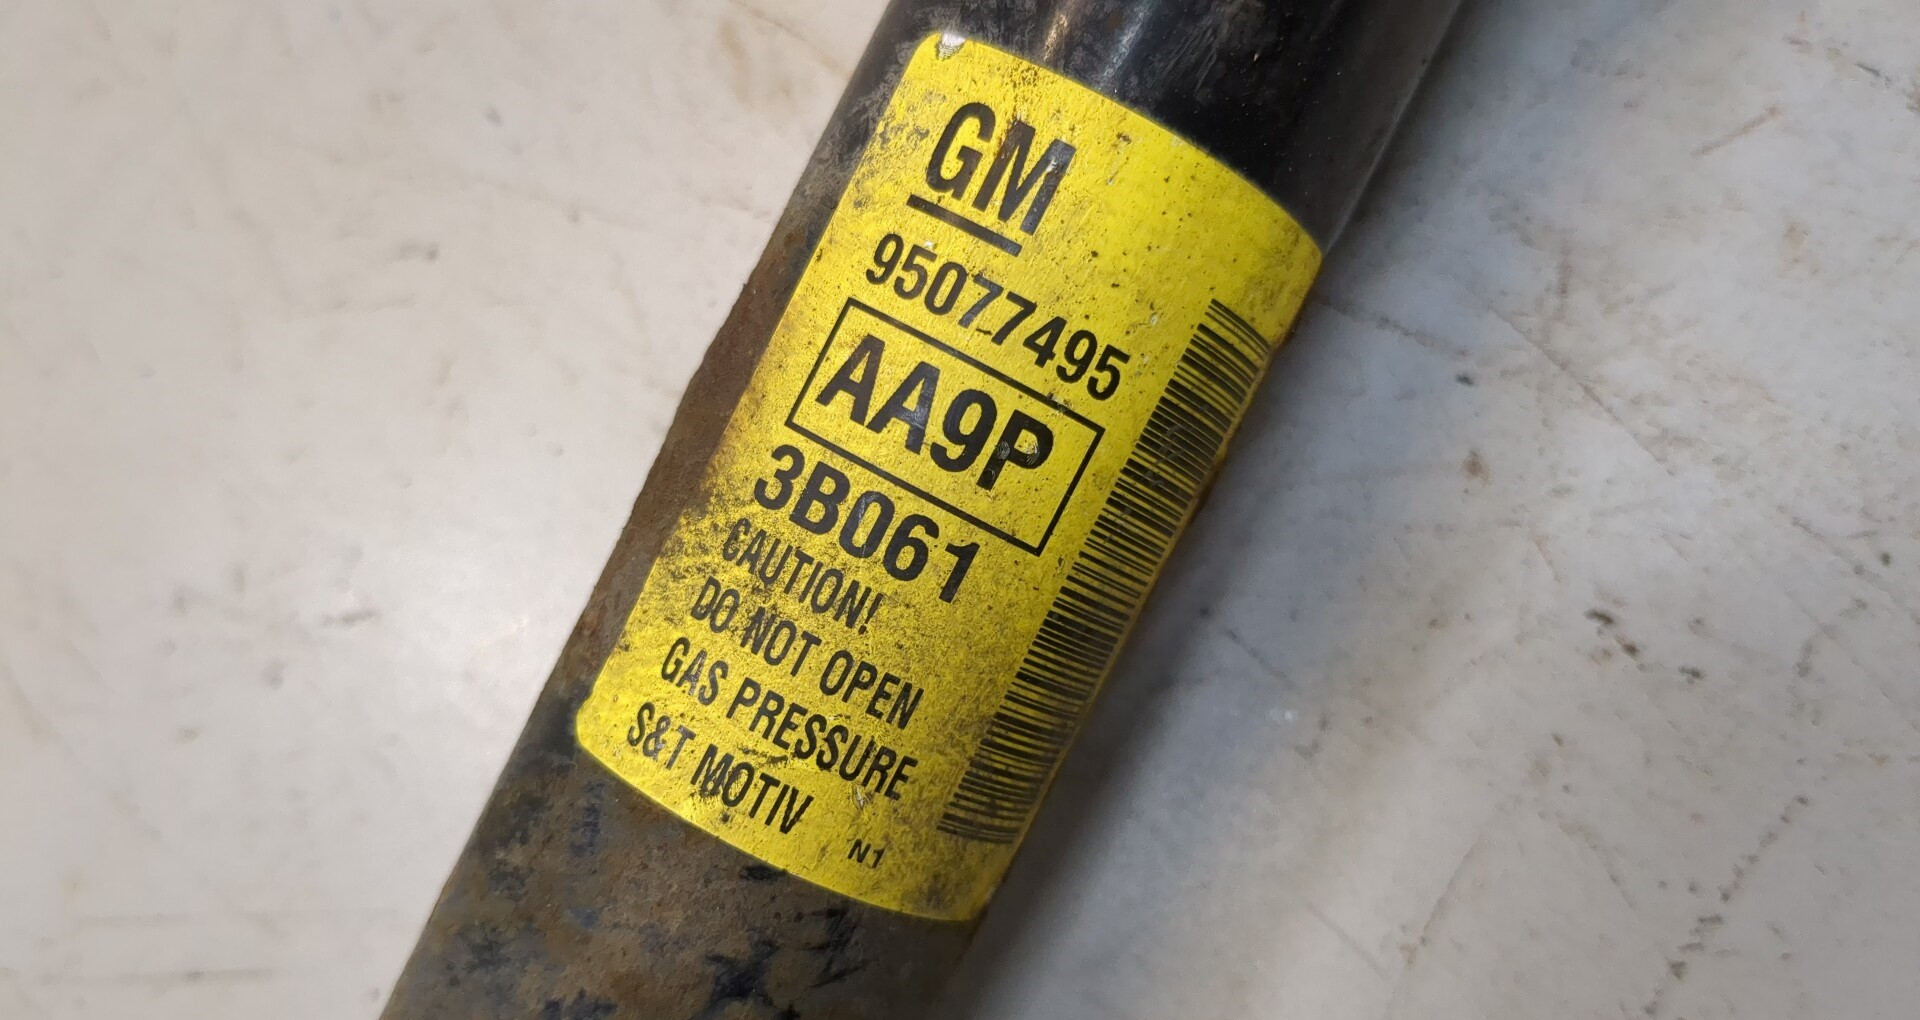 GM
95077495
AA9P
3B061
CAUTION!
DO NOT OPEN
GAS PRESSURE
S&T MOTIV
N1